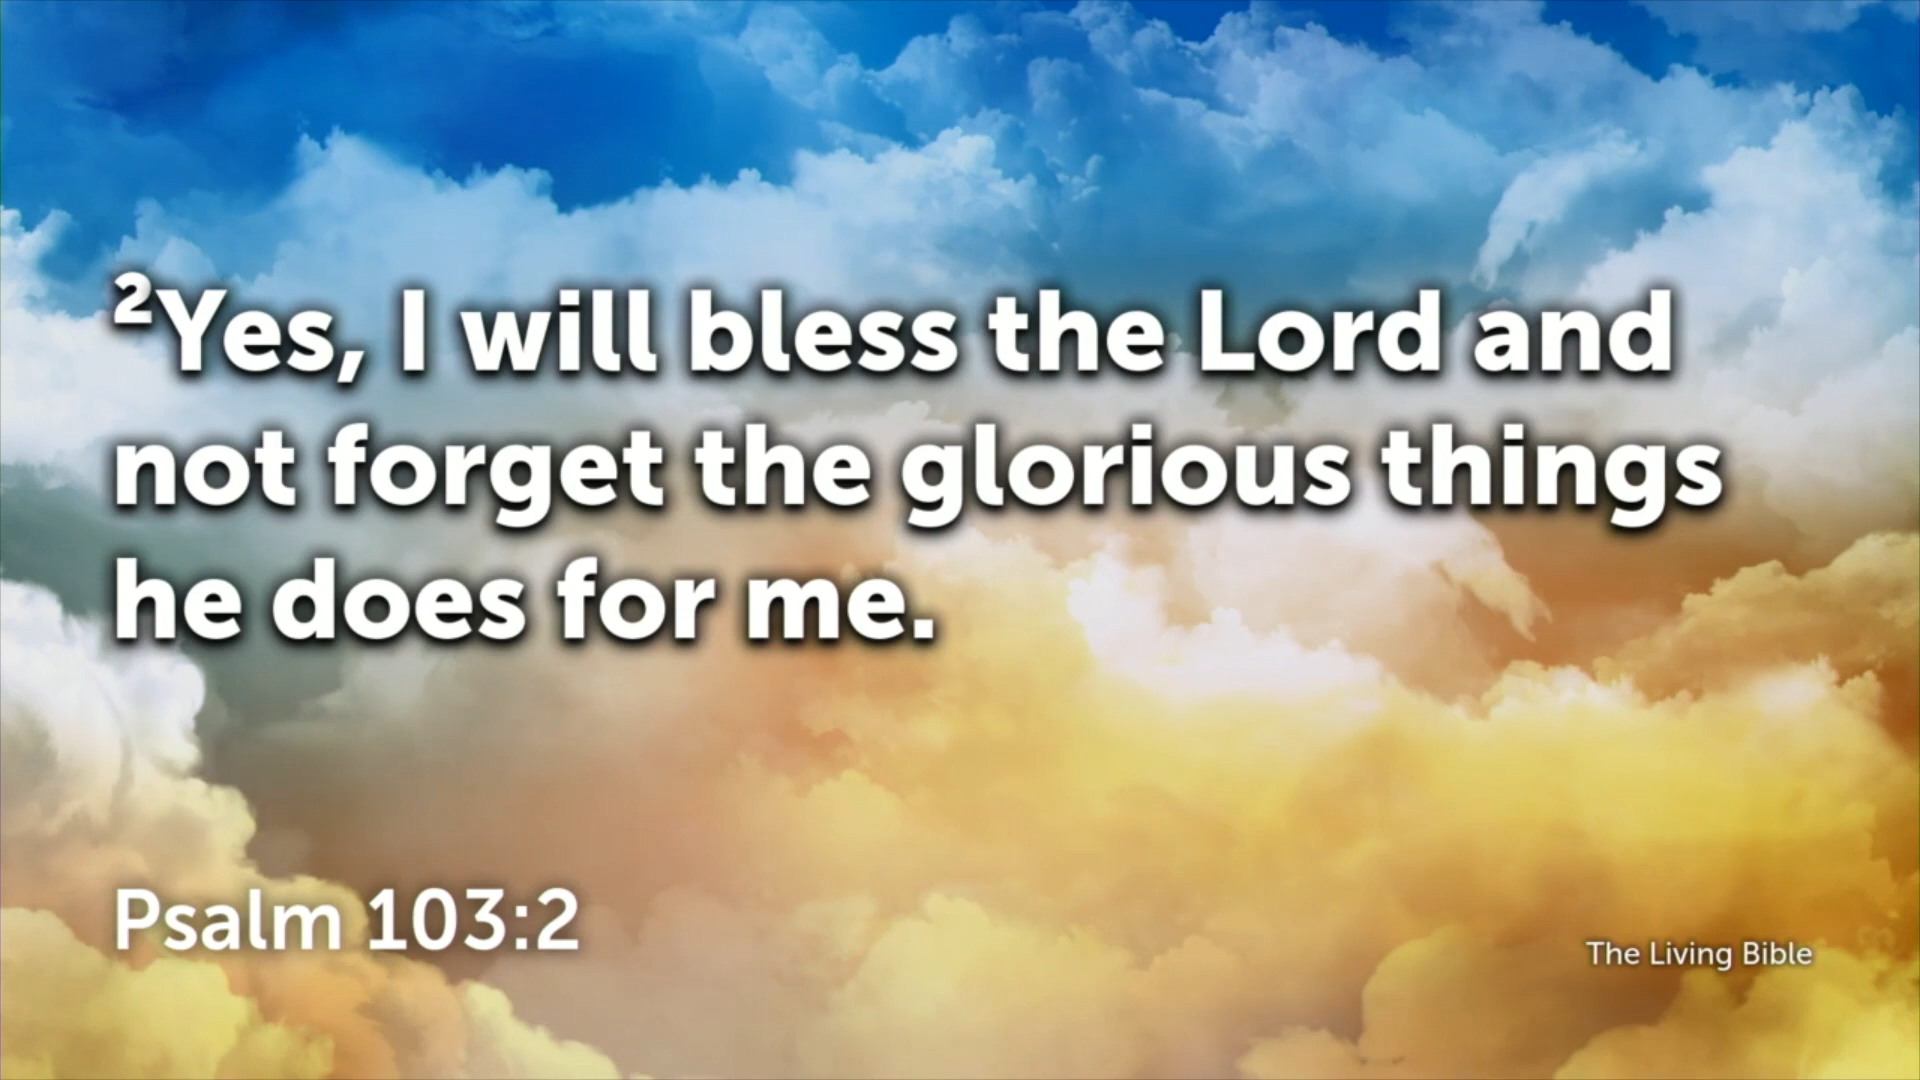 ²Yes, I will bless the Lord and
not forget the glorious things
he does for me.
Psalm 103:2
The Living Bible